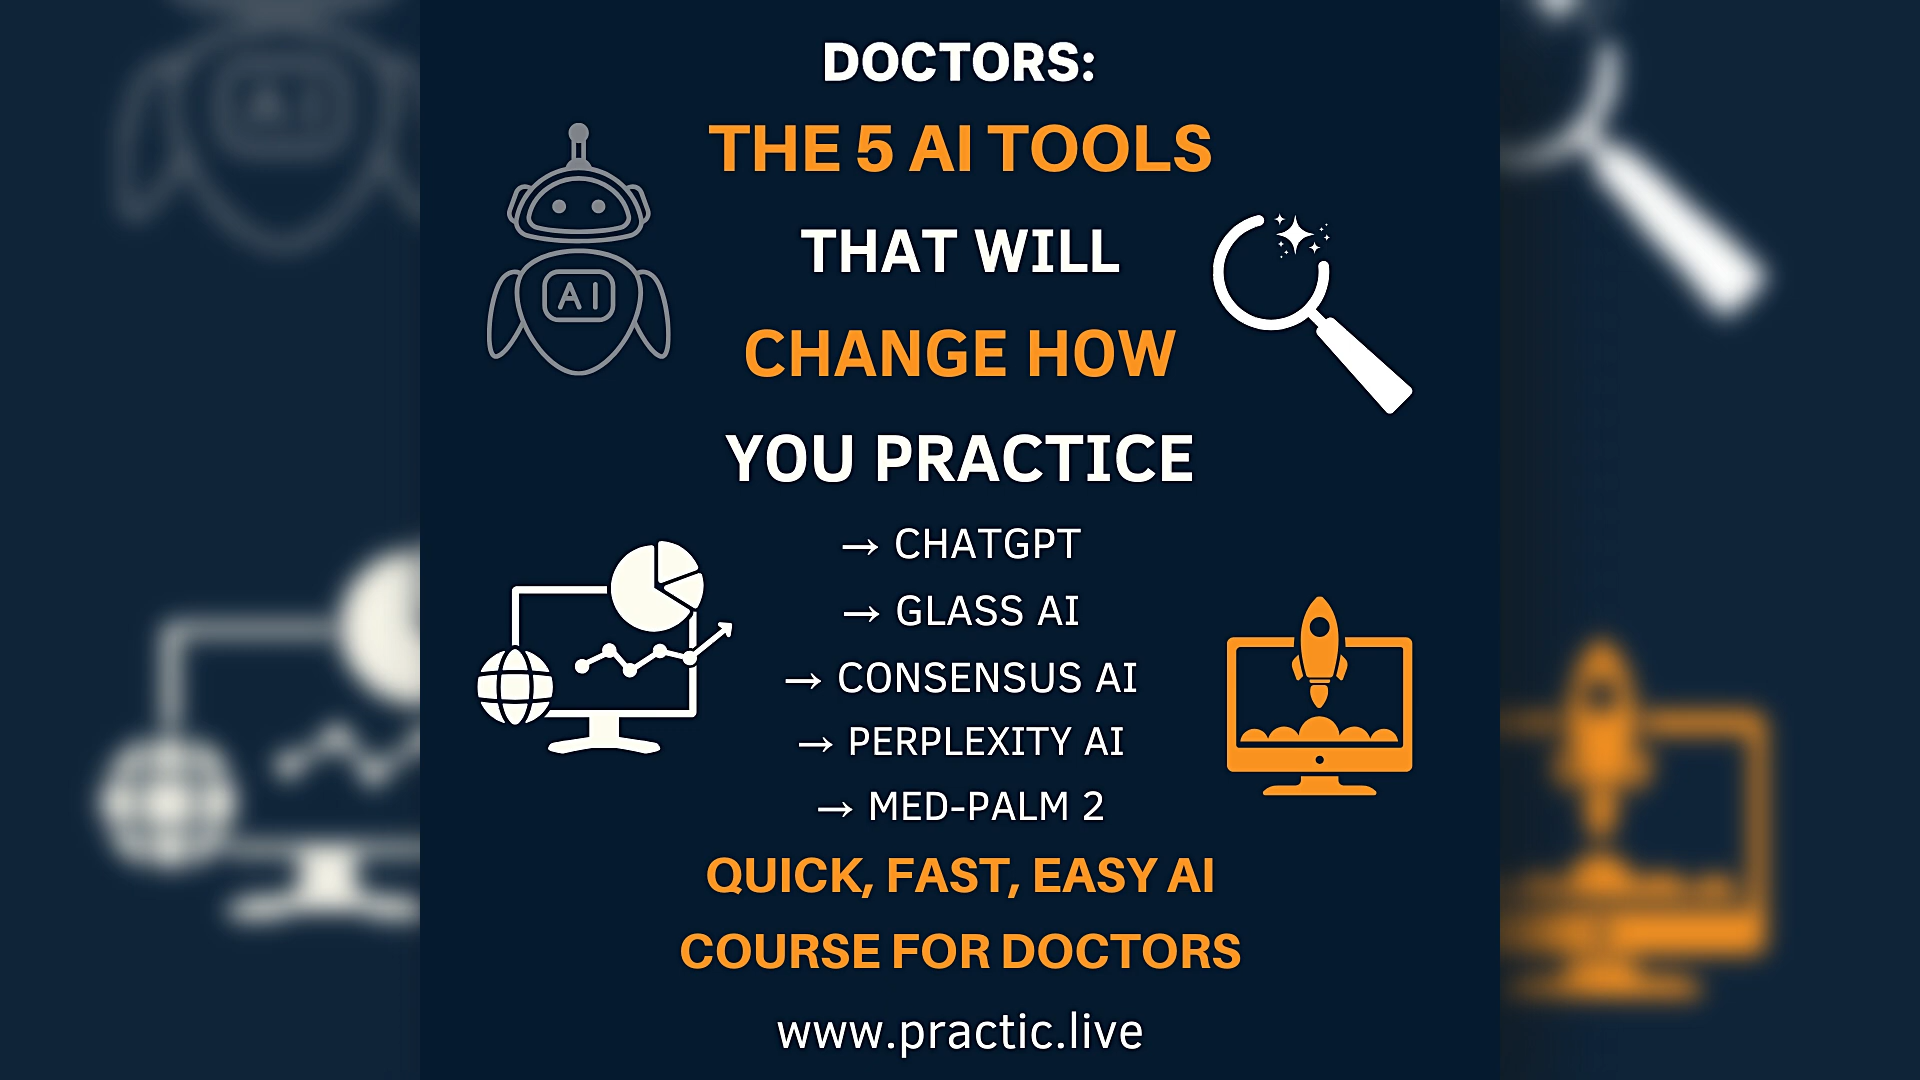 DOCTORS:
THE 5 AI TOOLS
THAT WILL
CHANGE HOW
YOU PRACTICE
→ CHATGPT
→ GLASS AI
→ CONSENSUS AI
→ PERPLEXITY AI
→ MED-PALM 2
QUICK, FAST, EASY AI
COURSE FOR DOCTORS
www.practic.live
AI